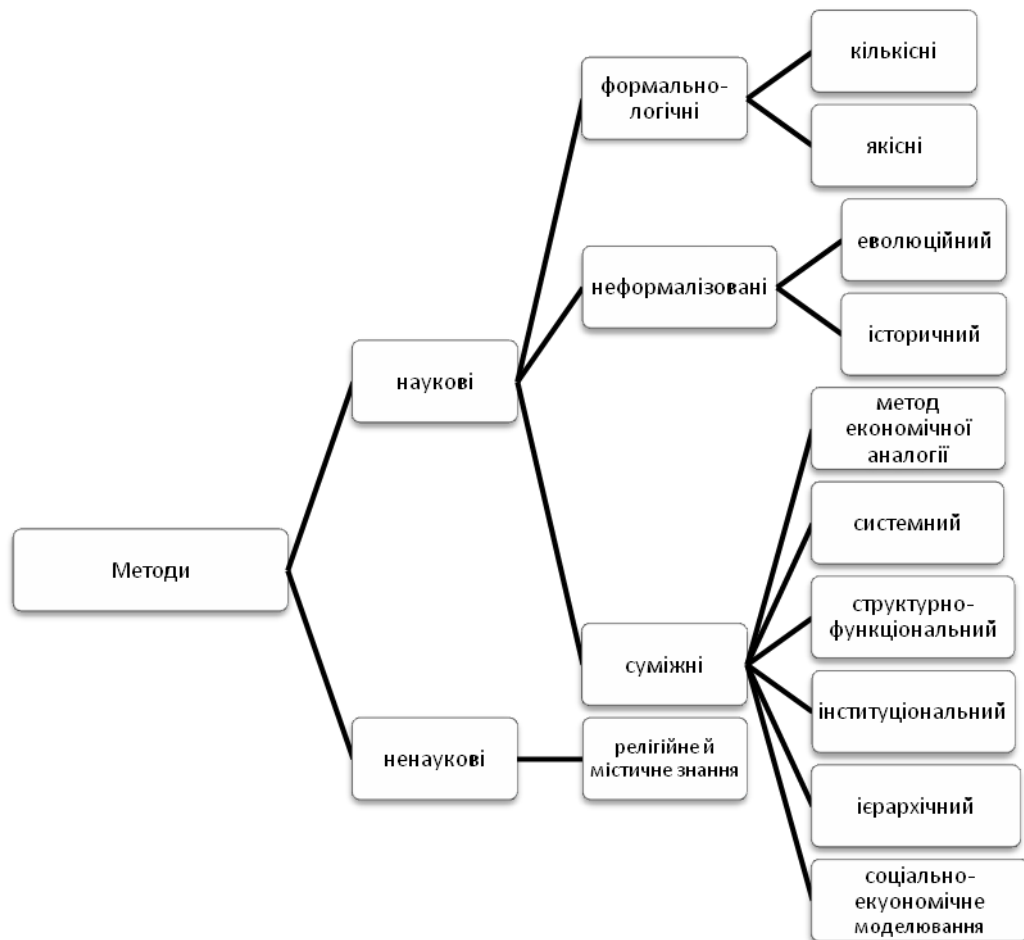 Методи
наукові
ненаукові
формально-
логічні
неформалізовані
суміжні
релігійне й
містичне знання
кількісні
якісні
еволюційний
історичний
метод
економічної
аналогії
системний
структурно-
функціональний
інституціональний
ієрархічний
соціально-
екуономічне
моделювання